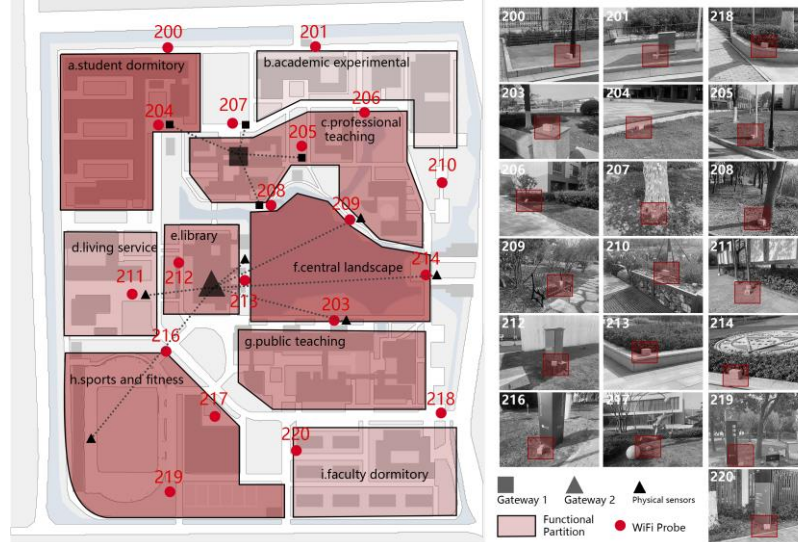 200
201
a.student dormitory
b.academic experimental
204
207
206
c.professional
teaching
205
210
208
209
d.living service
e.library
f.central landscape
211
212
213
214
203
216
g.public teaching
h.sports and fitness
217
218
220
219
i.faculty dormitory
200
201
218
203
204
205
206
207
208
209
210
211
212
213
214
216
217
219
220
Gateway 1
Gateway 2
Physical sensors
Functional
Partition
WiFi Probe